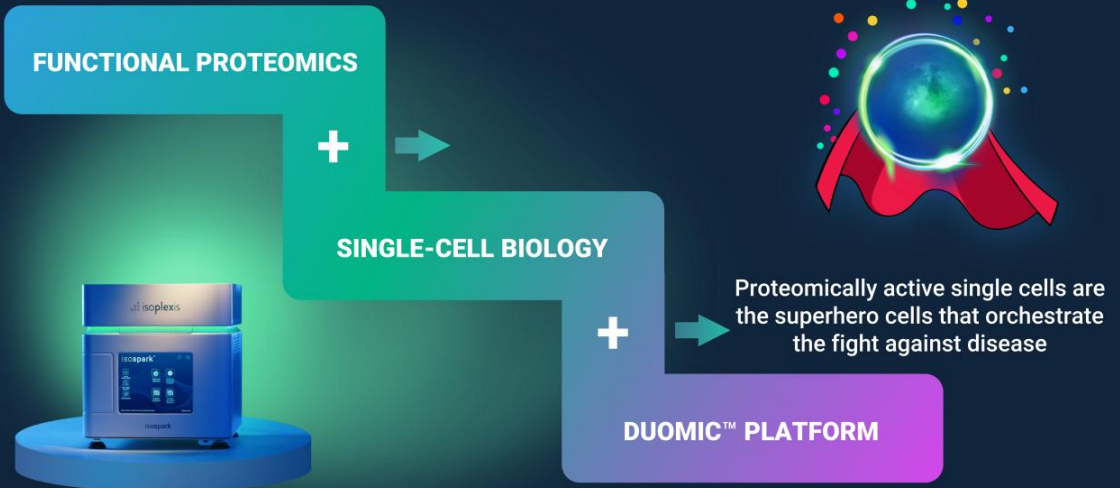 FUNCTIONAL PROTEOMICS
+
SINGLE-CELL BIOLOGY
+
DUOMIC™ PLATFORM
Proteomically active single cells are
the superhero cells that orchestrate
the fight against disease
isoplexis
isospark
isospark